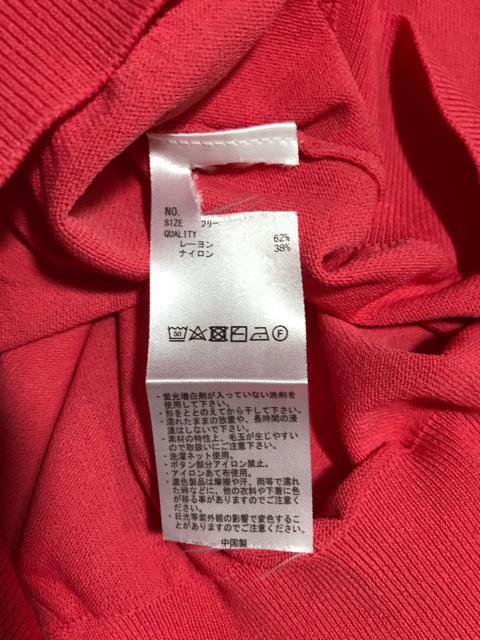 NO.
SIZE フリー
QUALITY
レーヨン 62%
ナイロン 38%
30 F
・蛍光増白剤が入っていない洗剤を
使用して下さい。
・形をととのえてから干して下さい。
・濡れたままの放置や、長時間の浸
漬はしないで下さい。
・素材の特性上、毛玉が生じやすい
ので取扱いにご注意下さい。
・洗濯ネット使用。
・ボタン部分アイロン禁止。
・アイロンあて布使用。
・濃色製品は摩擦や汗、雨等で濡れ
た時などに、他の衣料や下着に色
が移る事がありますのでご注意くだ
さい。
・日光等紫外線の影響で変色するこ
とがありますのでご注意ください。
中国製